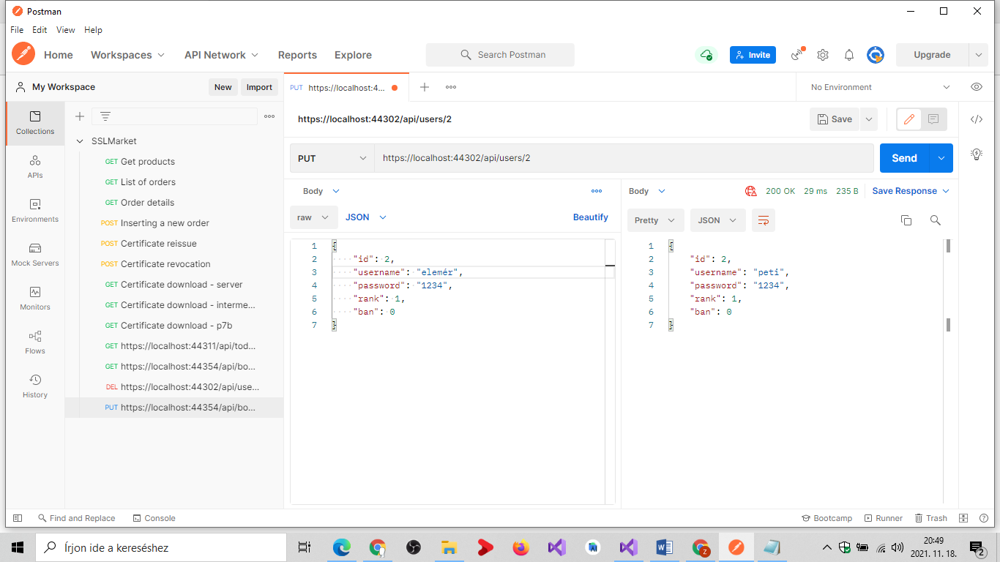 Postman
File Edit View Help
Home Workspaces API Network Reports Explore Search Postman Invite Upgrade
My Workspace New Import
PUT https://localhost:4... No Environment
Collections
APIs
Environments
Mock Servers
Monitors
Flows
History
SSLMarket
GET Get products
GET List of orders
GET Order details
POST Inserting a new order
POST Certificate reissue
POST Certificate revocation
GET Certificate download - server
GET Certificate download - interme...
GET Certificate download - p7b
GET https://localhost:44311/api/tod...
GET https://localhost:44354/api/bo...
DEL https://localhost:44302/api/use...
PUT https://localhost:44354/api/bo...
https://localhost:44302/api/users/2 Save
PUT https://localhost:44302/api/users/2 Send
Body
raw JSON Beautify
1 {
2 "id": 2,
3 "username": "elemér",
4 "password": "1234",
5 "rank": 1,
6 "ban": 0
7 }
Body 200 OK 29 ms 235 B Save Response
Pretty JSON
1 {
2 "id": 2,
3 "username": "peti",
4 "password": "1234",
5 "rank": 1,
6 "ban": 0
7 }
Find and Replace Console Bootcamp Runner Trash
Írjon ide a kereséshez
20:49
2021. 11. 18.
2